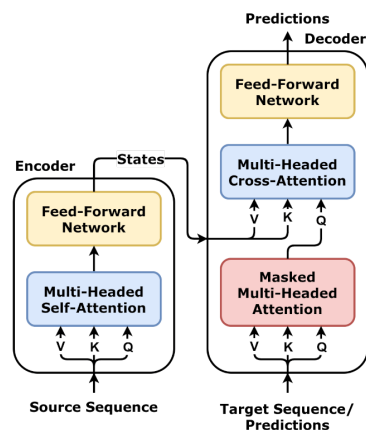 Predictions
Decoder
Feed-Forward
Network
Multi-Headed
Cross-Attention
V K Q
Masked
Multi-Headed
Attention
V K Q
Target Sequence/
Predictions
States
Encoder
Feed-Forward
Network
Multi-Headed
Self-Attention
V K Q
Source Sequence